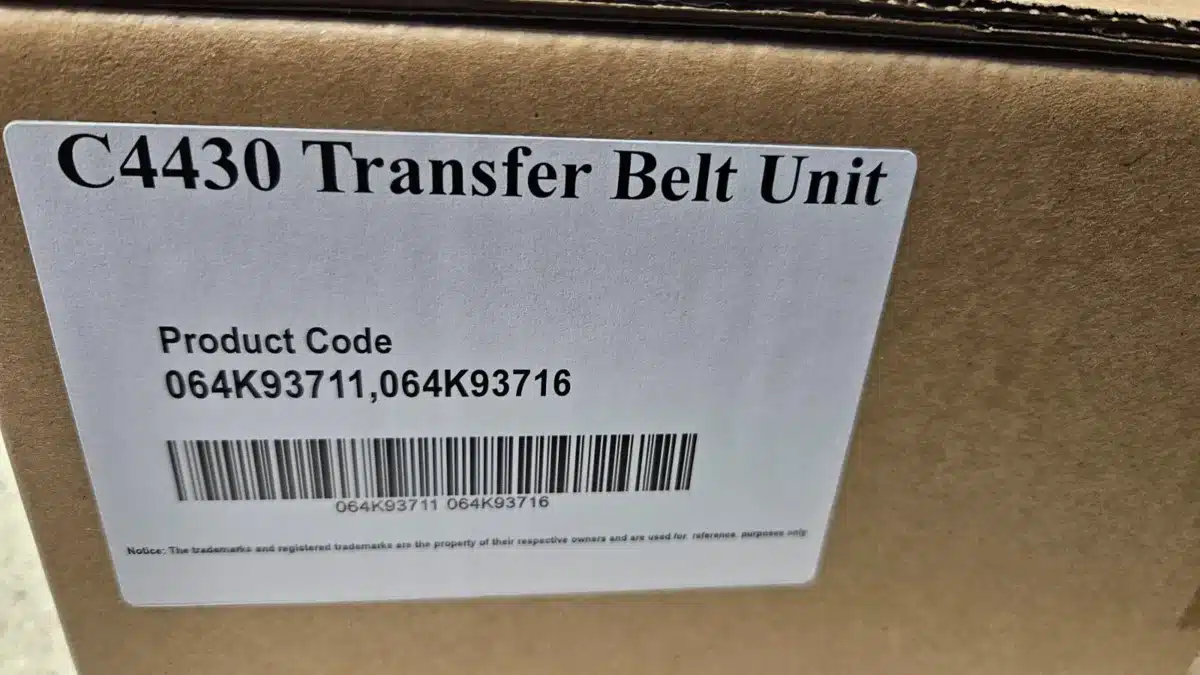 C4430 Transfer Belt Unit
Product Code
064K93711,064K93716
064K93711 064K93716
Notice: The trademarks and registered trademarks are the property of their respective owners and are used for reference purposes only